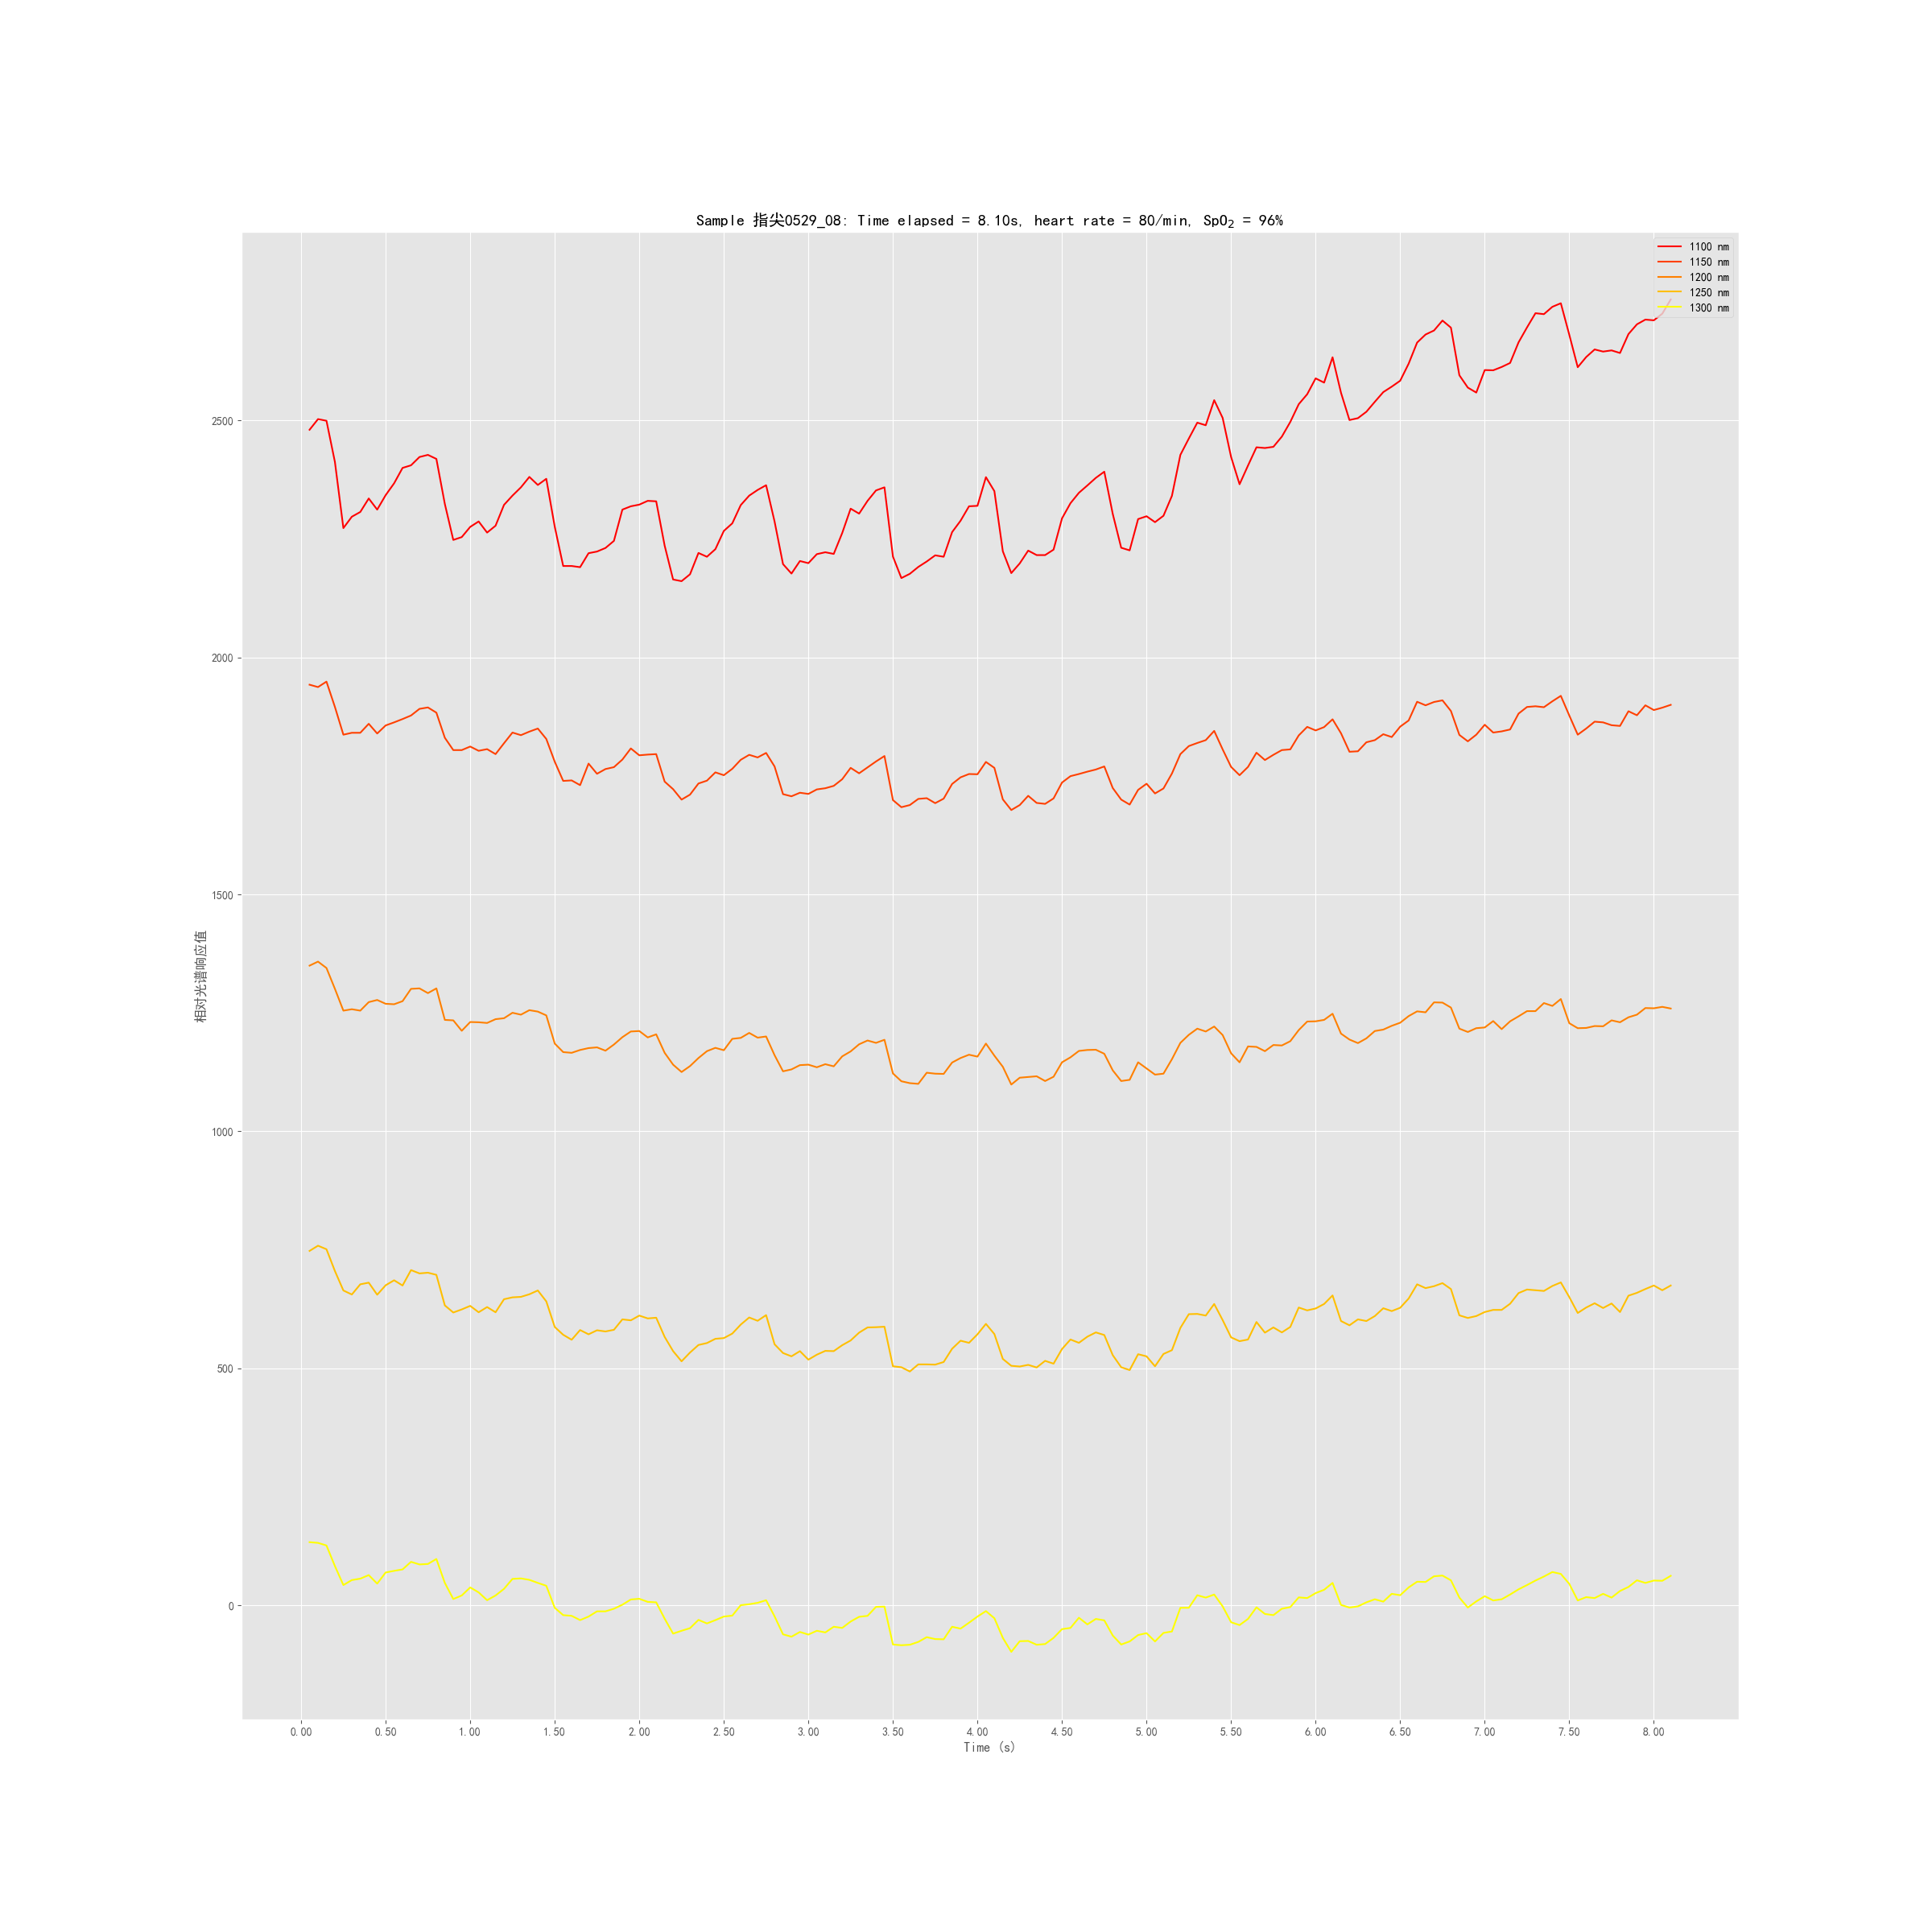 Sample 指尖0529_08: Time elapsed = 8.10s, heart rate = 80/min, SpO2 = 96%
1100 nm
1150 nm
1200 nm
1250 nm
1300 nm
2500
2000
1500
1000
500
0
相对光谱响应值
0.00 0.50 1.00 1.50 2.00 2.50 3.00 3.50 4.00 4.50 5.00 5.50 6.00 6.50 7.00 7.50 8.00
Time (s)